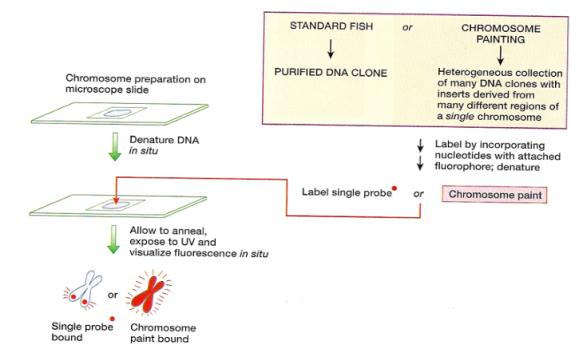 STANDARD FISH or CHROMOSOME
PAINTING
PURIFIED DNA CLONE
Heterogeneous collection
of many DNA clones with
inserts derived from
many different regions of
a single chromosome
Chromosome preparation on
microscope slide
Denature DNA
in situ
Label by incorporating
nucleotides with attached
fluorophore; denature
Label single probe or Chromosome paint
Allow to anneal,
expose to UV and
visualize fluorescence in situ
or
Single probe
bound
Chromosome
paint bound